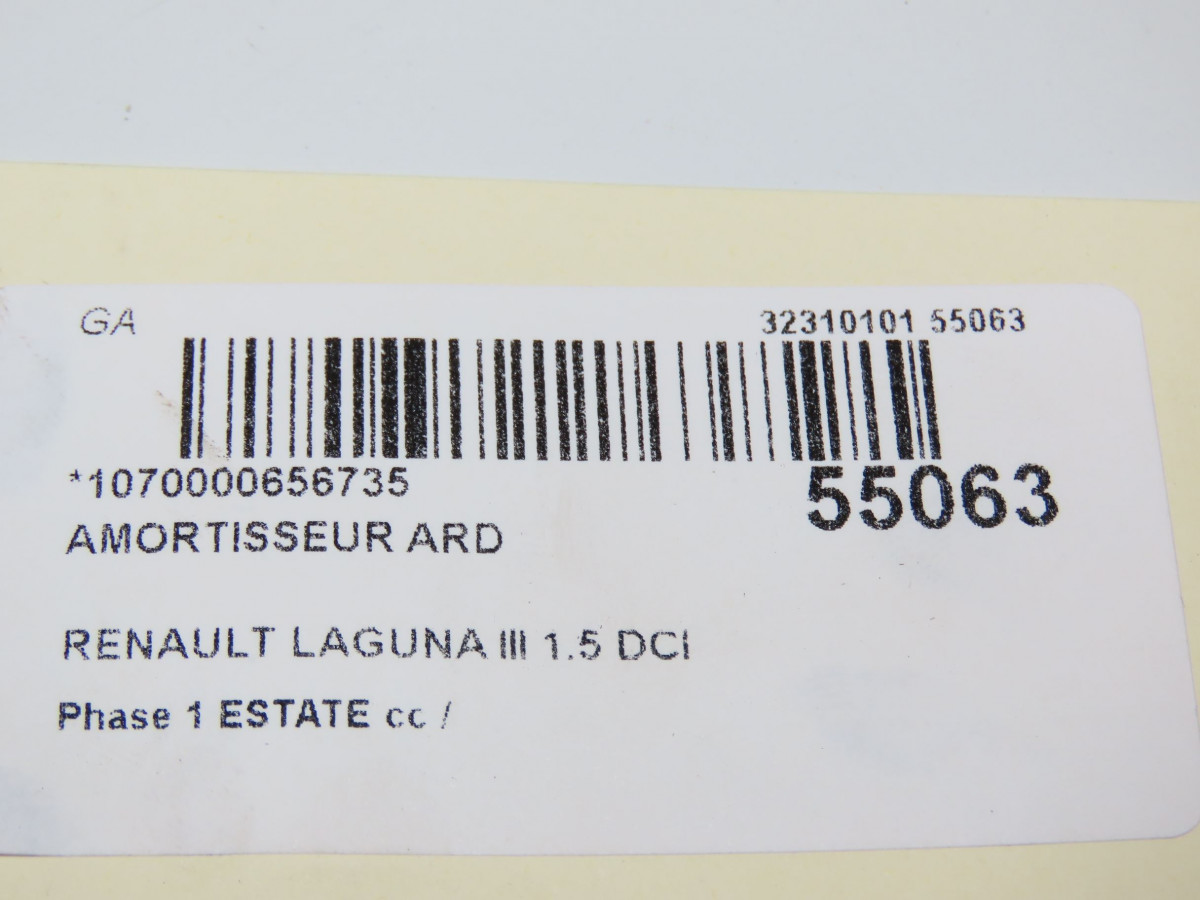 GA
32310101 55063
*1070000656735
55063
AMORTISSEUR ARD
RENAULT LAGUNA III 1.5 DCI
Phase 1 ESTATE cc /